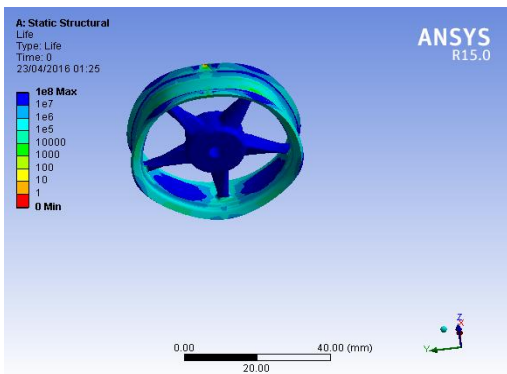 A: Static Structural
Life
Type: Life
Time: 0
23/04/2016 01:25
1e8 Max
1e7
1e6
1e5
10000
1000
100
10
1
0 Min
ANSYS
R15.0
0.00 40.00 (mm)
20.00
Z
X
Y